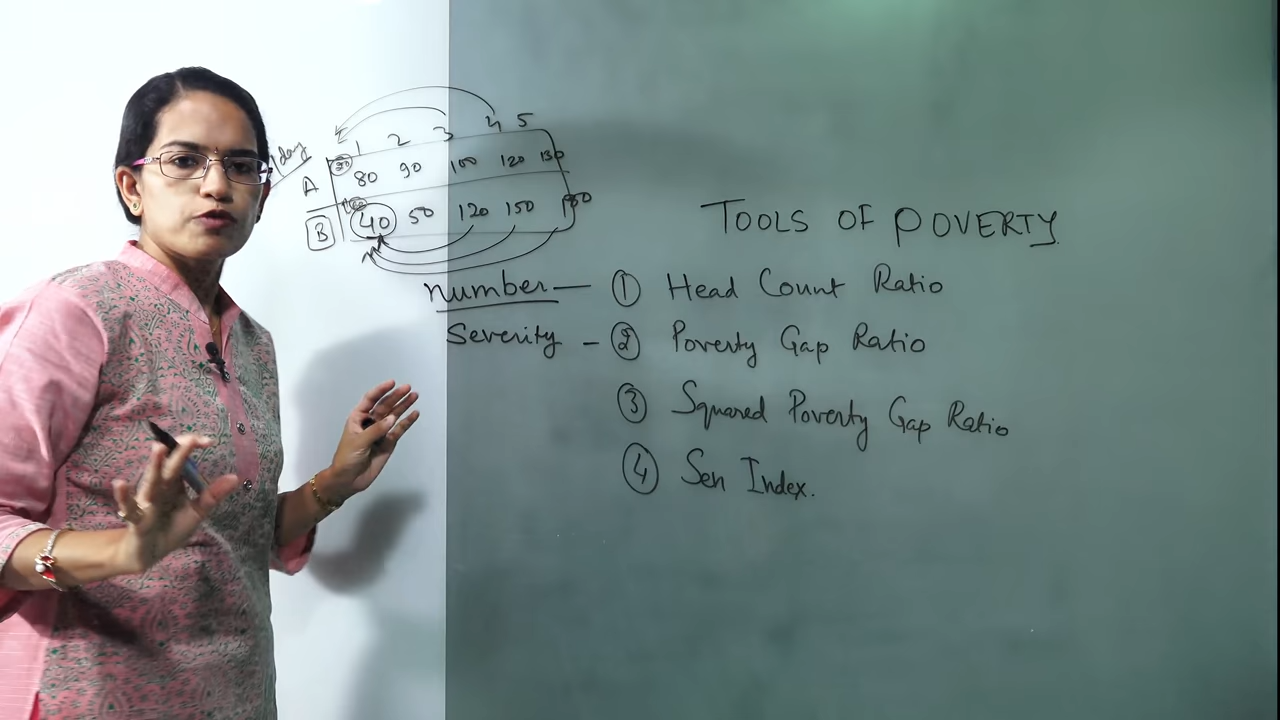 1 2 3 4 5
/day
A 80 90 100 120 130
B 40 50 120 150
TOOLS OF POVERTY
number — ① Head Count Ratio
Severity - ② Poverty Gap Ratio
③ Squared Poverty Gap Ratio
④ Sen Index.